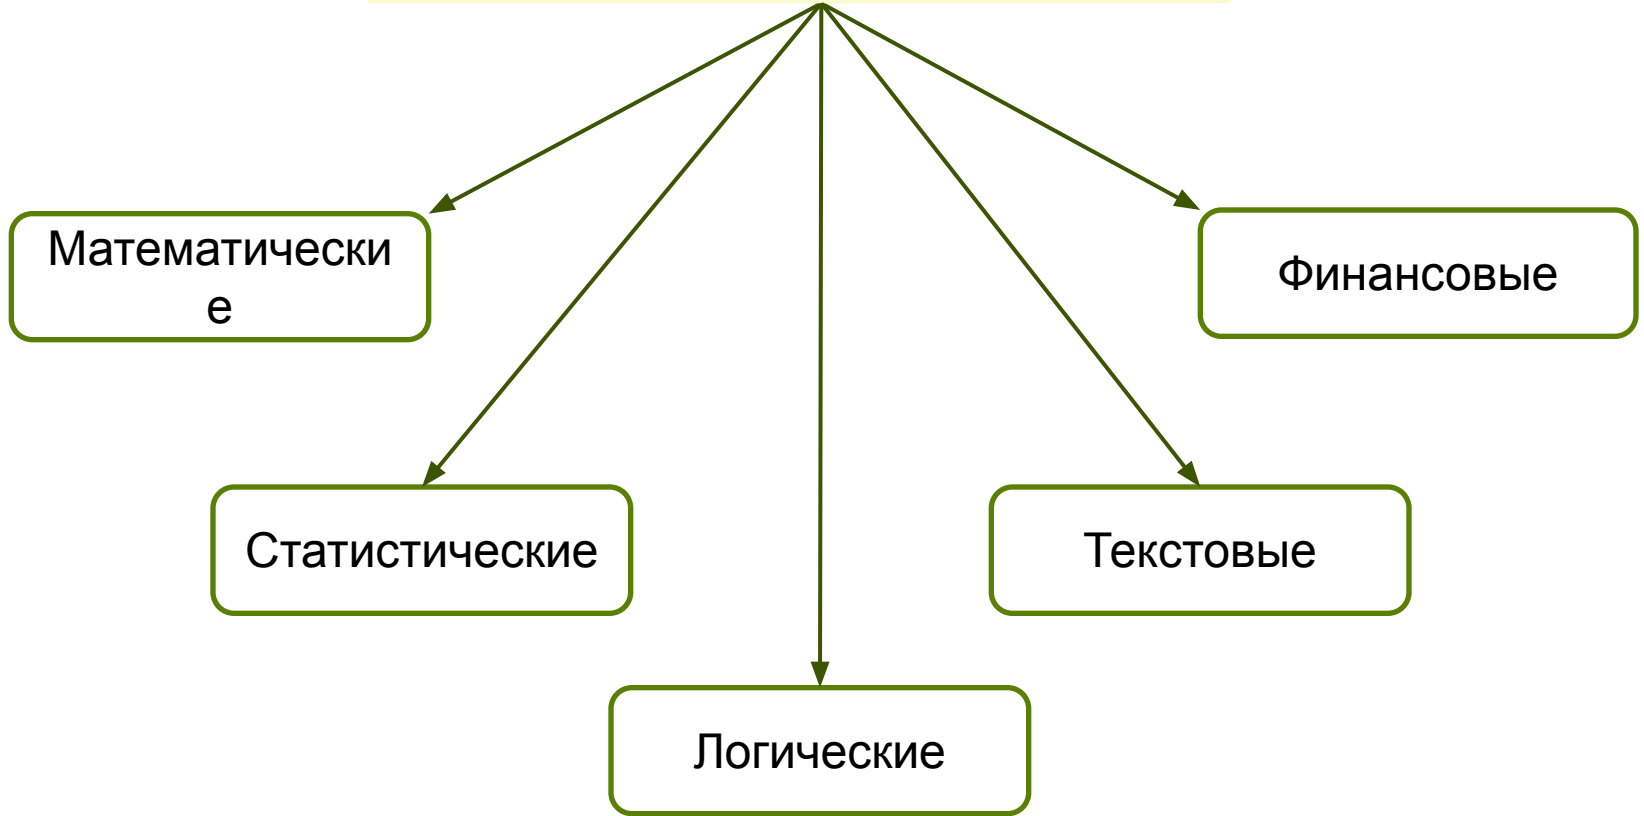 Математически
е
Финансовые
Статистические
Текстовые
Логические